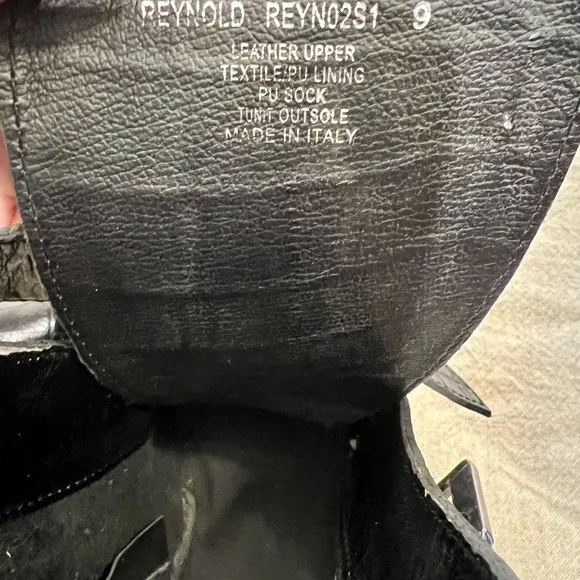 REYNOLD REYN02S1 9
LEATHER UPPER
TEXTILE/PU LINING
PU SOCK
TUNIT OUTSOLE
MADE IN ITALY